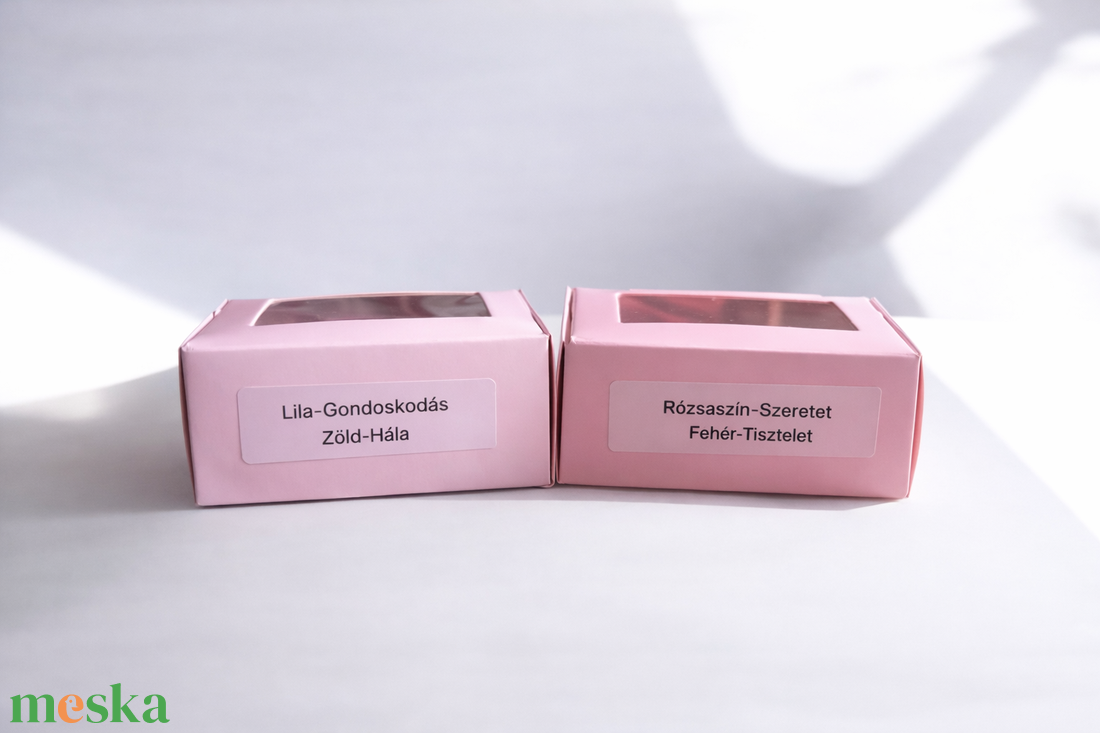 Lila-Gondoskodás
Zöld-Hála
Rózsaszín-Szeretet
Fehér-Tisztelet
meska